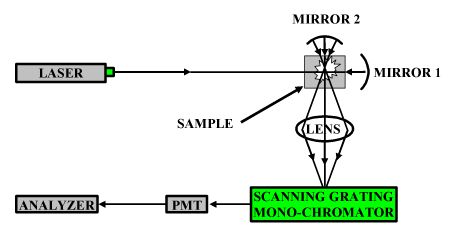 MIRROR 2
LASER
MIRROR 1
SAMPLE
LENS
SCANNING GRATING
MONO-CHROMATOR
PMT
ANALYZER